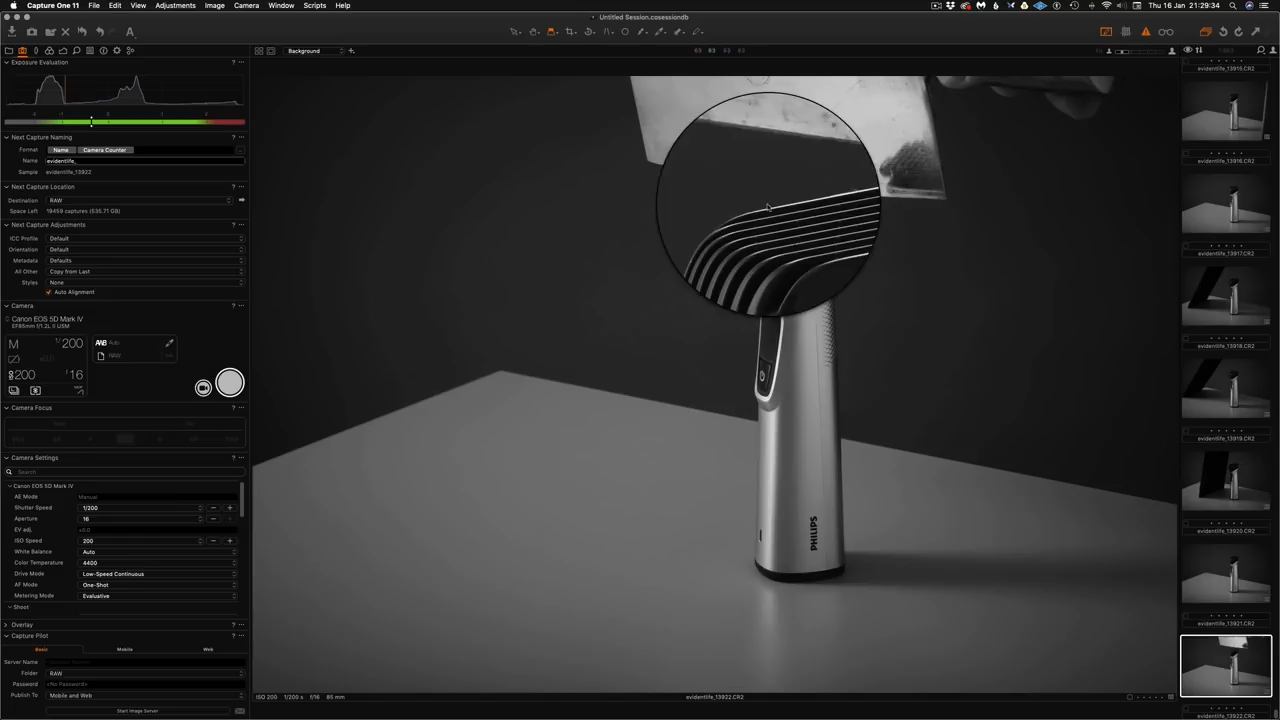 Capture One 11 File Edit View Adjustments Image Camera Window Scripts Help
Thu 16 Jan 21:29:34
Untitled Session.cosessiondb
Background
Exposure Evaluation
Next Capture Naming
Format Name Camera Counter
Name evidentlife_
Sample evidentlife_13922
Next Capture Location
Destination RAW
Space Left 19459 captures (535.71 GB)
Next Capture Adjustments
ICC Profile Default
Orientation Default
Metadata Defaults
All Other Copy from Last
Styles None
Auto Alignment
Camera
Canon EOS 5D Mark IV
EF85mm f/1.2L II USM
M 1/200 AWB Auto
RAW
200 f/16
Camera Focus
Camera Settings
Search
Canon EOS 5D Mark IV
AE Mode Manual
Shutter Speed 1/200
Aperture 16
EV adj. ±0.0
ISO Speed 200
White Balance Auto
Color Temperature 4400
Drive Mode Low-Speed Continuous
AF Mode One-Shot
Metering Mode Evaluative
Shoot
Overlay
Capture Pilot
Basic Mobile Web
Server Name
Folder RAW
Password <No Password>
Publish To Mobile and Web
Start Image Server
PHILIPS
ISO 200 1/200 s f/16 85 mm
evidentlife_13922.CR2
evidentlife_13915.CR2
evidentlife_13916.CR2
evidentlife_13917.CR2
evidentlife_13918.CR2
evidentlife_13919.CR2
evidentlife_13920.CR2
evidentlife_13921.CR2
evidentlife_13922.CR2